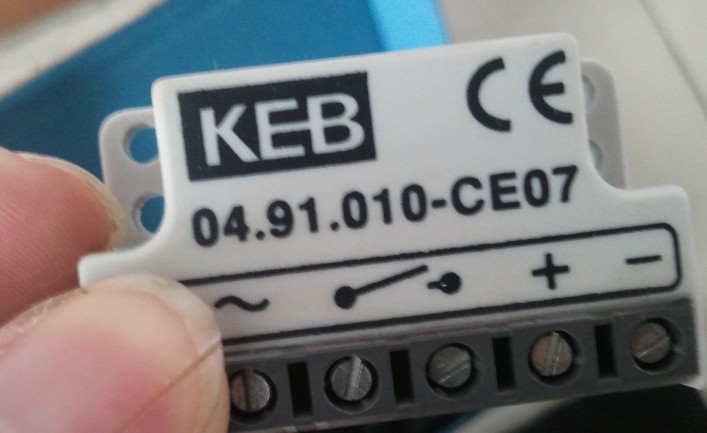 KEB
CE
04.91.010-CE07
~ + −